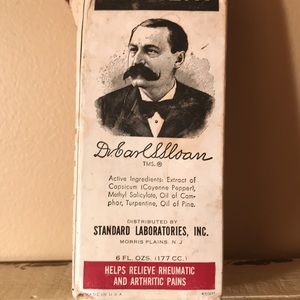 Dr Earl S Sloan
TMS. ®
Active Ingredients: Extract of
Capsicum (Cayenne Pepper),
Methyl Salicylate, Oil of Cam-
phor, Turpentine, Oil of Pine.
DISTRIBUTED BY
STANDARD LABORATORIES, INC.
MORRIS PLAINS, N. J.
6 FL. OZS. (177 CC.)
HELPS RELIEVE RHEUMATIC
AND ARTHRITIC PAINS
MADE IN U.S.A.